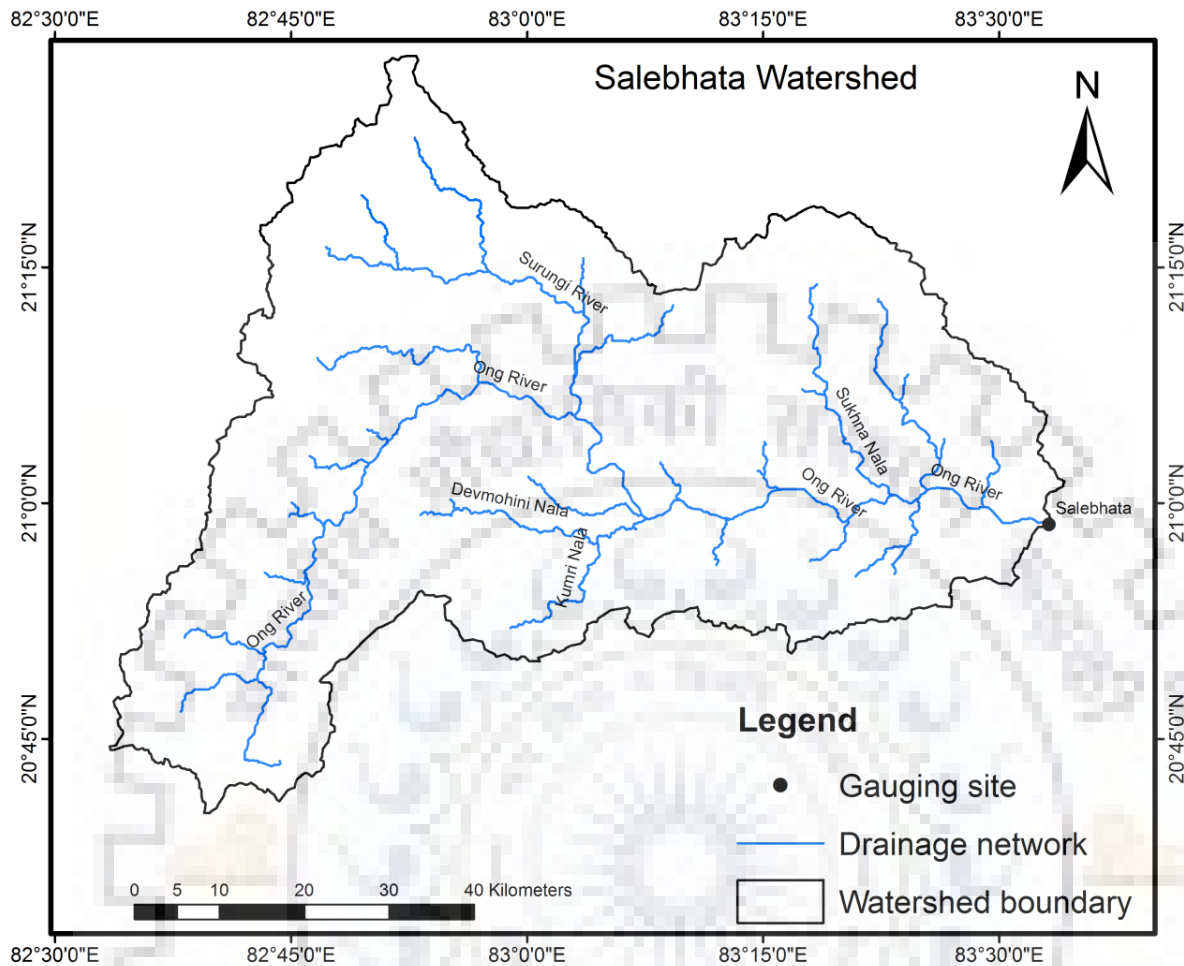 82°30'0"E 82°45'0"E 83°0'0"E 83°15'0"E 83°30'0"E
Salebhata Watershed
N
21°15'0"N
21°15'0"N
Surungi River
Ong River
Sukhna Nala
Devmohini Nala
Ong River
Ong River
21°0'0"N
Salebhata
21°0'0"N
Kumri Nala
Ong River
20°45'0"N
20°45'0"N
Legend
Gauging site
Drainage network
Watershed boundary
0 5 10 20 30 40 Kilometers
82°30'0"E 82°45'0"E 83°0'0"E 83°15'0"E 83°30'0"E